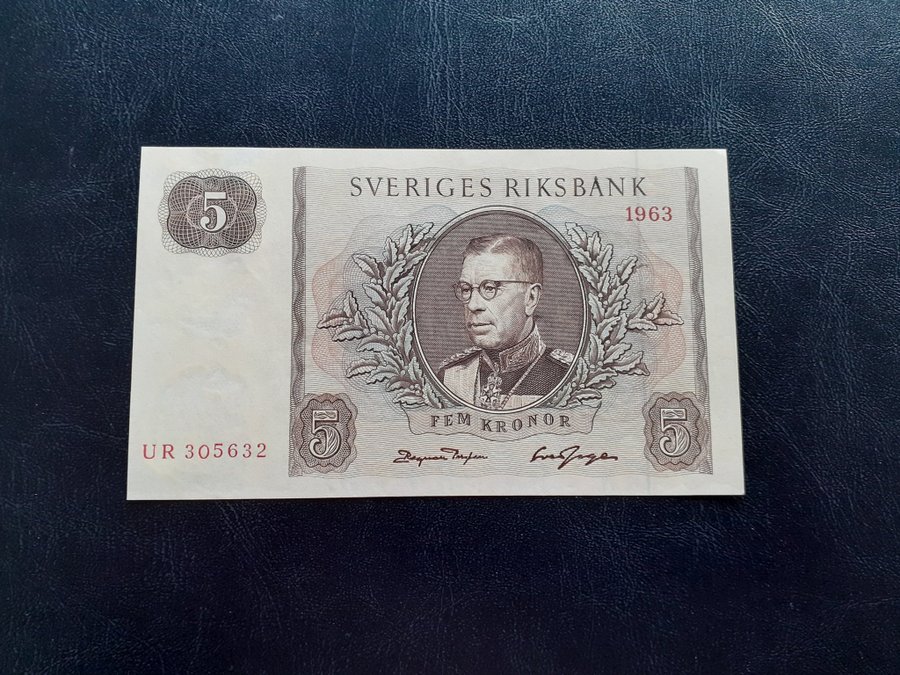 5
SVERIGES RIKSBANK
1963
FEM KRONOR
5
5
UR 305632